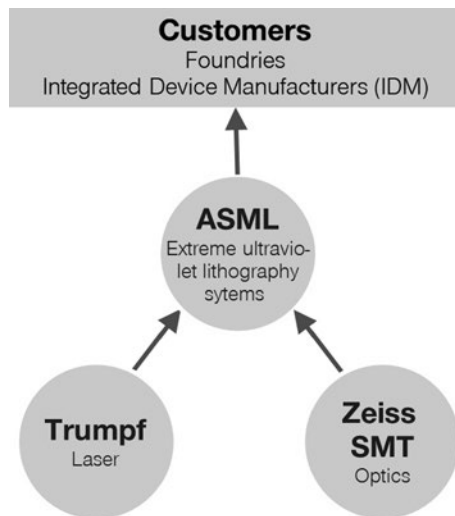 Customers
Foundries
Integrated Device Manufacturers (IDM)
ASML
Extreme ultravio-
let lithography
sytems
Trumpf
Laser
Zeiss
SMT
Optics